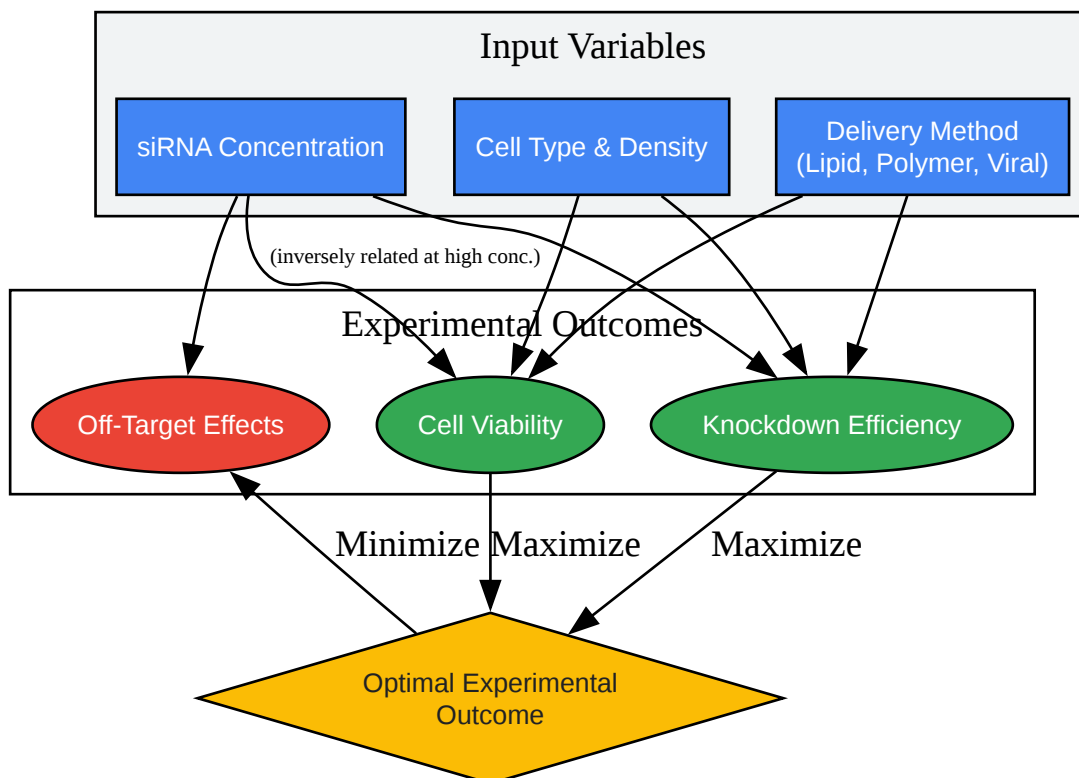 Input Variables
siRNA Concentration
Cell Type & Density
Delivery Method
(Lipid, Polymer, Viral)
(inversely related at high conc.)
Experimental Outcomes
Off-Target Effects
Cell Viability
Knockdown Efficiency
Minimize
Maximize
Maximize
Optimal Experimental
Outcome